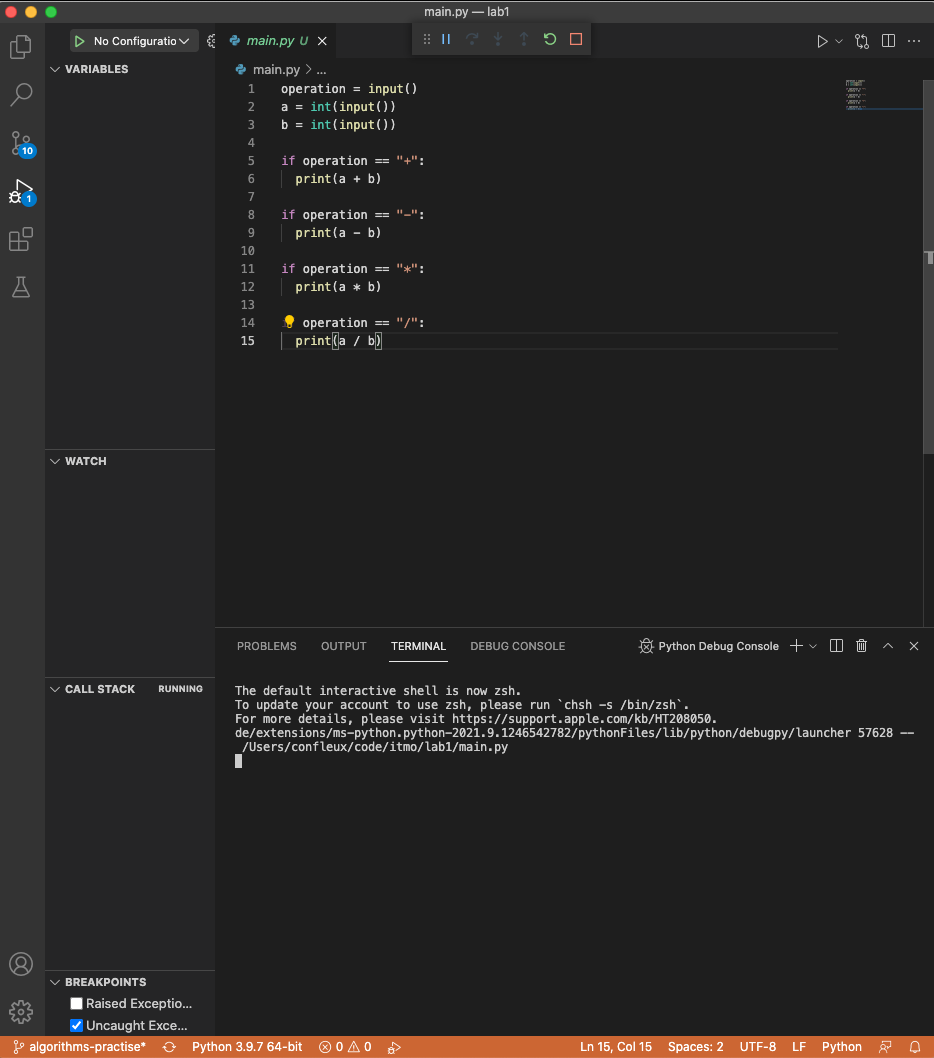 main.py — lab1
No Configuratio
main.py U
VARIABLES
main.py > ...
1 operation = input()
2 a = int(input())
3 b = int(input())
4
5 if operation == "+":
6 print(a + b)
7
8 if operation == "-":
9 print(a - b)
10
11 if operation == "*":
12 print(a * b)
13
14 operation == "/":
15 print(a / b)
10
1
WATCH
PROBLEMS OUTPUT TERMINAL DEBUG CONSOLE Python Debug Console
CALL STACK RUNNING
The default interactive shell is now zsh.
To update your account to use zsh, please run `chsh -s /bin/zsh`.
For more details, please visit https://support.apple.com/kb/HT208050.
de/extensions/ms-python.python-2021.9.1246542782/pythonFiles/lib/python/debugpy/launcher 57628 --
/Users/confleux/code/itmo/lab1/main.py
BREAKPOINTS
Raised Exceptio...
Uncaught Exce...
algorithms-practise* Python 3.9.7 64-bit 0 0 Ln 15, Col 15 Spaces: 2 UTF-8 LF Python